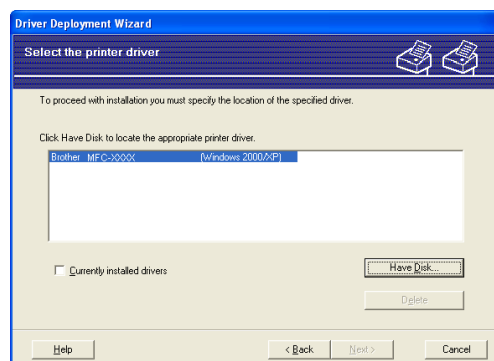 Driver Deployment Wizard
Select the printer driver
To proceed with installation you must specify the location of the specified driver.
Click Have Disk to locate the appropriate printer driver.
Brother MFC-XXXX (Windows 2000/XP)
Currently installed drivers
Have Disk...
Delete
Help
< Back
Next >
Cancel